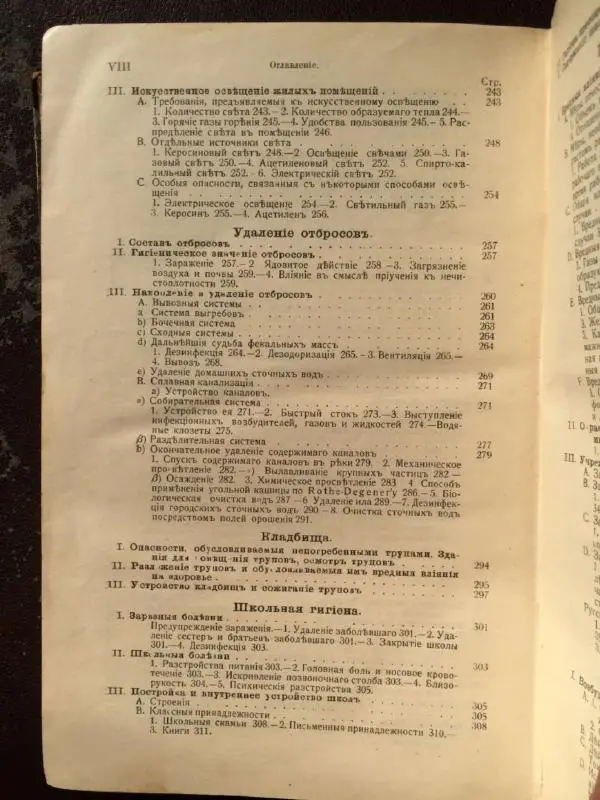 VIII Оглавленіе.
Стр.
III. Искусственное освѣщеніе жилыхъ помѣщеній 243
A. Требованія, предъявляемыя къ искусственному освѣщенію 243
1. Количество свѣта 243.—2. Количество образуемаго тепла 244.—
3. Горячіе газы горѣнія 245.—4. Удобства пользованія 245.- 5. Рас-
предѣленіе свѣта въ помѣщеніи 246.
B. Отдѣльные источники свѣта 248
1. Керосиновый свѣтъ 248.—2 Освѣщеніе свѣчами 250.—3. Га-
зовый свѣтъ 250.—4. Ацетиленовый свѣтъ 252. 5. Спирто-ка-
лильный свѣтъ 252. - 6. Электрическій свѣтъ 252.
C. Особыя опасности, связанныя съ нѣкоторыми способами освѣ-
щенія 254
1. Электрическое освѣщеніе 254 —2. Свѣтильный газъ 255.—
3. Керосинъ 255.—4. Ацетиленъ 256.
Удаленіе отбросовъ.
I. Составъ отбросовъ 257
II. Гигіеническое значеніе отбросовъ 257
1. Зараженіе 257.—2 Ядовитое дѣйствіе 258 —3. Загрязненіе
воздуха и почвы 259.—4. Вліяніе въ смыслѣ пріученія къ нечи-
стоплотности 259.
III. Накопленіе и удаленіе отбросовъ 260
A. Вывозныя системы 261
a Система выгребовъ 261
b) Бочечная система 263
c) Сходныя системы 264
d) Дальнѣйшія судьба фекальныхъ массъ 264
1. Дезинфекція 264.—2. Дезодоризація 265. - 3. Вентиляція 265.—
4. Вывозъ 268.
e) Удаленіе домашнихъ сточныхъ водъ 269
B. Сплавная канализація 271
a) Устройство каналовъ.
α) Собирательная система 271
1. Устройство ея 271.—2. Быстрый стокъ 273.—3. Выступленіе
инфекціонныхъ возбудителей, газовъ и жидкостей 274.—Водя-
ные клозеты 275.
β) Раздѣлительная система 277
b) Окончательное удаленіе содержимаго каналовъ 279
1. Спускъ содержимаго каналовъ въ рѣки 279. 2. Механическое
просвѣтленіе 282.—α) Вылавливаніе крупныхъ частицъ 282 —
β) Осажденіе 282. 3. Химическое просвѣтленіе 283 4 Способъ
примѣненія угольной кашицы по Rothe-Degener'у 286.—5. Біо-
логическая очистка водъ 287 —6 Удаленіе ила 289.—7. Дезинфек-
ція городскихъ сточныхъ водъ 290 - 8. Очистка сточныхъ водъ
посредствомъ полей орошенія 291.
Кладбища.
I. Опасности, обусловливаемыя непогребенными трупами. Зда-
нія для помѣщенія труповъ, осмотръ труповъ 294
II. Разложеніе труповъ и обусловливаемыя имъ вредныя вліянія
на здоровье 295
III. Устройство кладбищъ и сожиганіе труповъ 297
Школьная гигіена.
I. Заразныя болѣзни 301
Предупрежденіе зараженія.—1. Удаленіе заболѣвшаго 301.—2. Уда-
леніе сестеръ и братьевъ заболѣвшаго 301.—3. Закрытіе школы
301.—4. Дезинфекція 303.
II. Школьныя болѣзни 303
1. Разстройства питанія 303.—2. Головная боль и носовое крово-
теченіе 303.—3. Искривленіе позвоночнаго столба 303.—4. Близо-
рукость 304.—5. Психическія разстройства 305.
III. Постройка и внутреннее устройство школъ 305
A. Строенія 305
B. Классныя принадлежности 308
1. Школьныя скамьи 308.—2. Письменныя принадлежности 310.—
3. Книги 311.